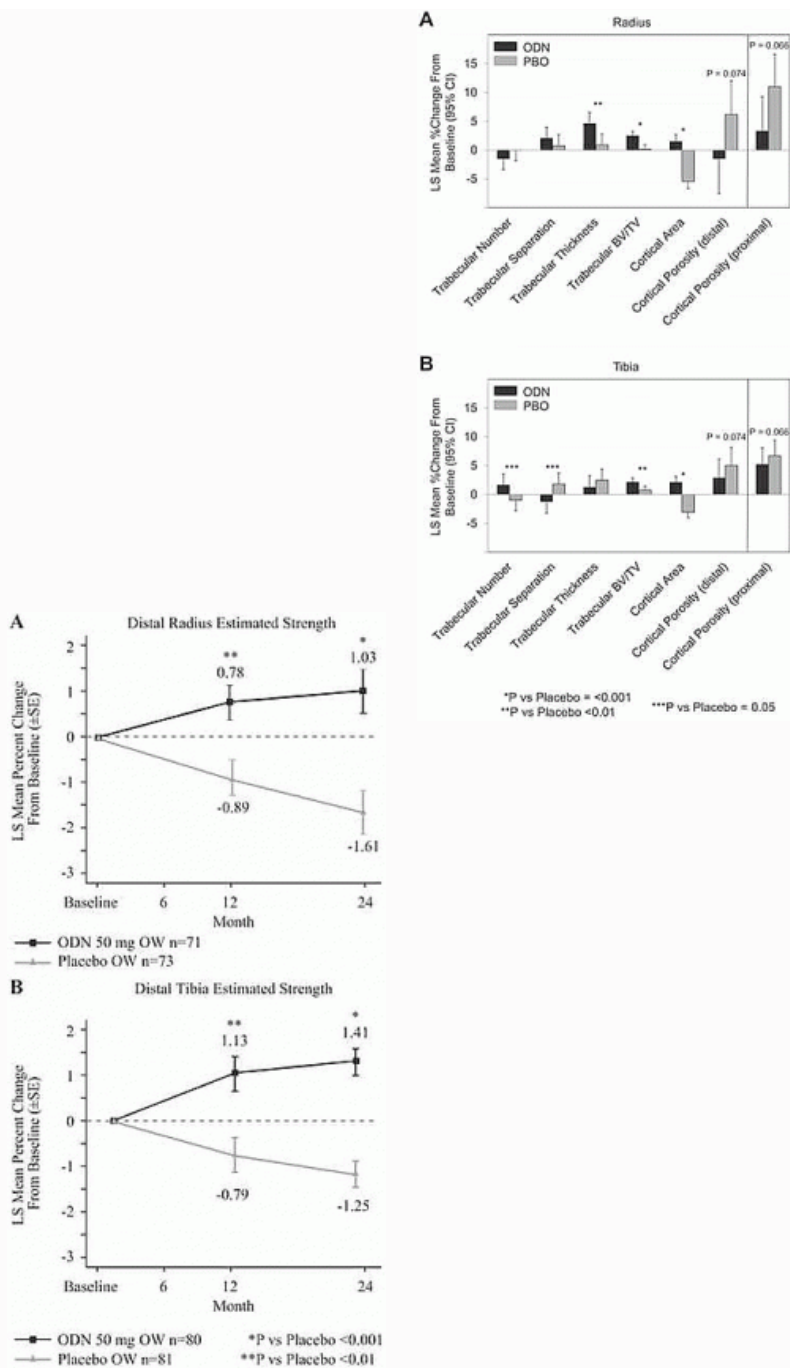 A
Radius
ODN
PBO
P = 0.066
P = 0.074
**
*
*
15
10
5
0
-5
LS Mean %Change From
Baseline (95% CI)
Trabecular Number
Trabecular Separation
Trabecular Thickness
Trabecular BV/TV
Cortical Area
Cortical Porosity (distal)
Cortical Porosity (proximal)
B
Tibia
ODN
PBO
P = 0.074
P = 0.066
***
***
**
*
15
10
5
0
-5
LS Mean %Change From
Baseline (95% CI)
Trabecular Number
Trabecular Separation
Trabecular Thickness
Trabecular BV/TV
Cortical Area
Cortical Porosity (distal)
Cortical Porosity (proximal)
*P vs Placebo = <0.001
**P vs Placebo <0.01
***P vs Placebo = 0.05
A
Distal Radius Estimated Strength
2
1
0
-1
-2
-3
LS Mean Percent Change
From Baseline (±SE)
**
0.78
*
1.03
-0.89
-1.61
Baseline 6 12 24
Month
ODN 50 mg OW n=71
Placebo OW n=73
B
Distal Tibia Estimated Strength
2
1
0
-1
-2
-3
LS Mean Percent Change
From Baseline (±SE)
**
1.13
*
1.41
-0.79
-1.25
Baseline 6 12 24
Month
ODN 50 mg OW n=80 *P vs Placebo <0.001
Placebo OW n=81 **P vs Placebo <0.01